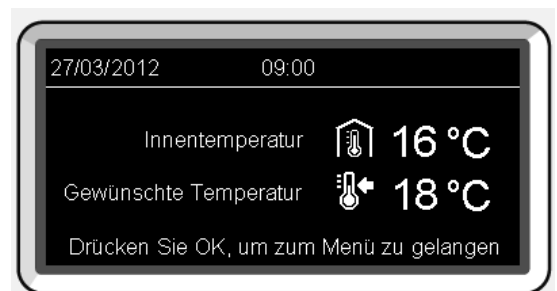 27/03/2012 09:00
Innentemperatur 16 °C
Gewünschte Temperatur 18 °C
Drücken Sie OK, um zum Menü zu gelangen